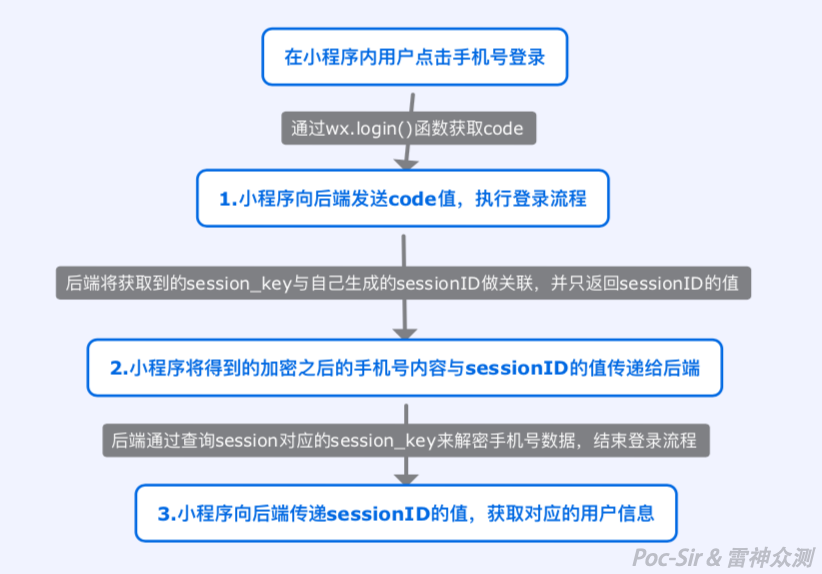 在小程序内用户点击手机号登录
通过wx.login()函数获取code
1.小程序向后端发送code值，执行登录流程
后端将获取到的session_key与自己生成的sessionID做关联，并只返回sessionID的值
2.小程序将得到的加密之后的手机号内容与sessionID的值传递给后端
后端通过查询session对应的session_key来解密手机号数据，结束登录流程
3.小程序向后端传递sessionID的值，获取对应的用户信息
Poc-Sir & 雷神众测